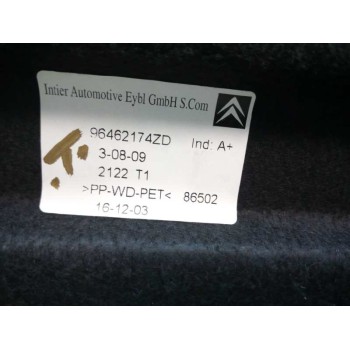 Intier Automotive Eybl GmbH S.Com
96462174ZD Ind: A+
3-08-09
2122 T1
>PP-WD-PET< 86502
16-12-03